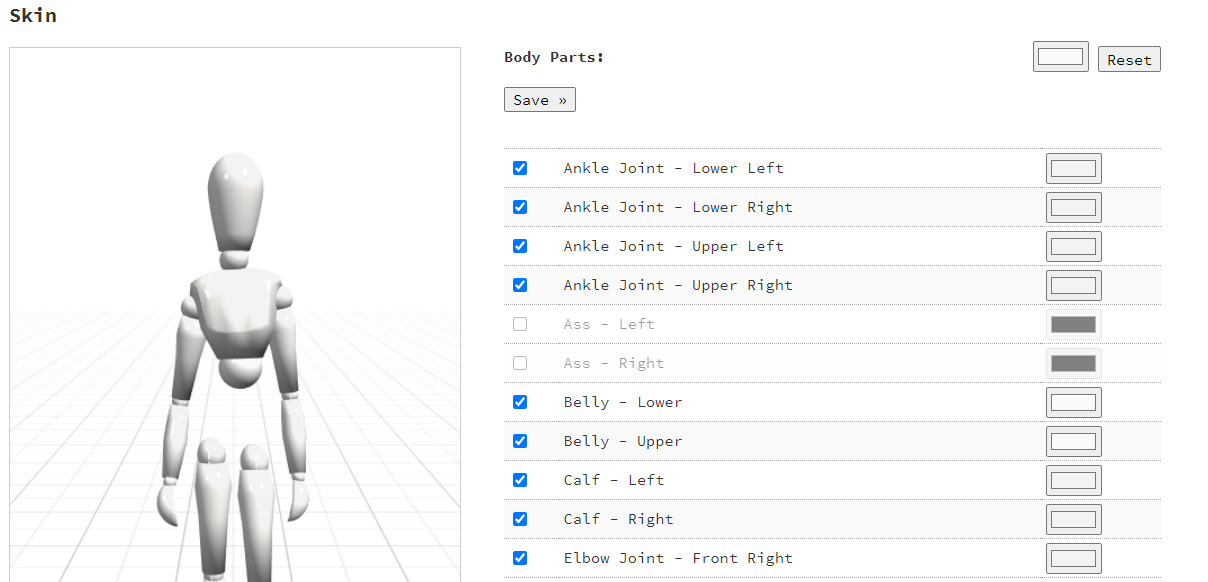 Skin
Body Parts:
Reset
Save »
Ankle Joint - Lower Left
Ankle Joint - Lower Right
Ankle Joint - Upper Left
Ankle Joint - Upper Right
Ass - Left
Ass - Right
Belly - Lower
Belly - Upper
Calf - Left
Calf - Right
Elbow Joint - Front Right